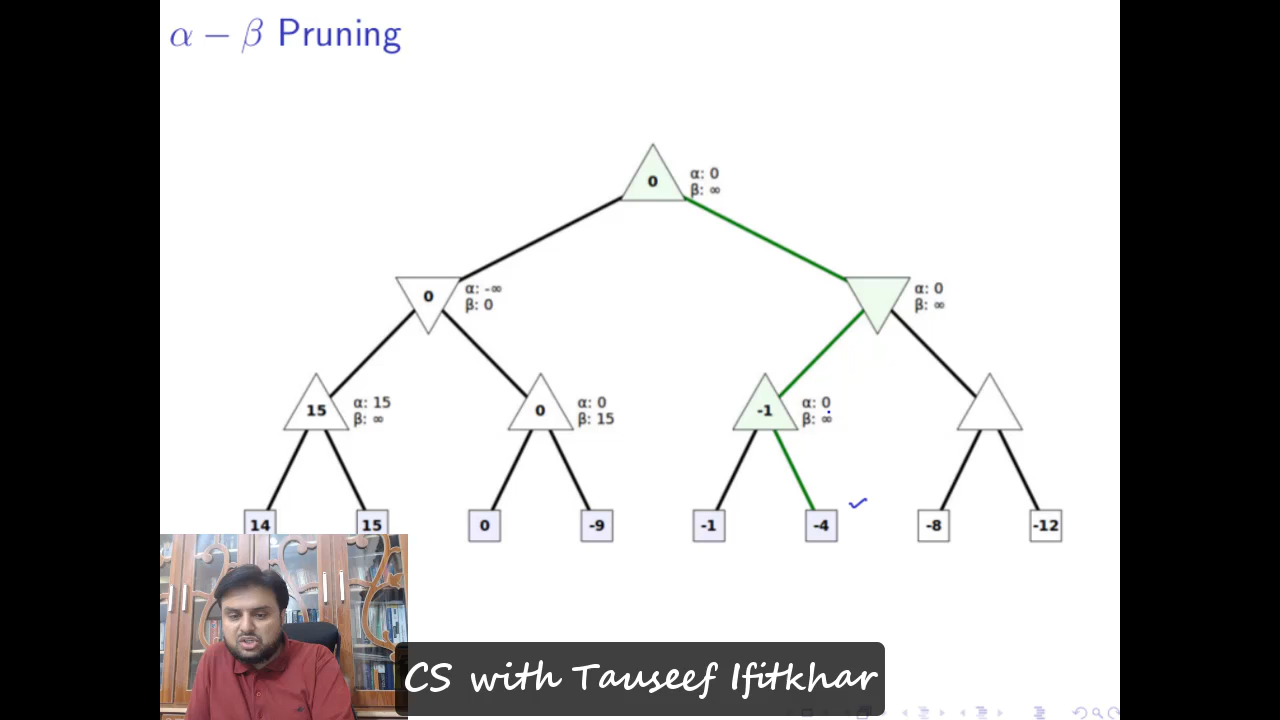 α − β Pruning
0
α: 0
β: ∞
0
α: -∞
β: 0
α: 0
β: ∞
15
α: 15
β: ∞
0
α: 0
β: 15
-1
α: 0
β: ∞
14
15
0
-9
-1
-4
-8
-12
CS with Tauseef Ifitkhar